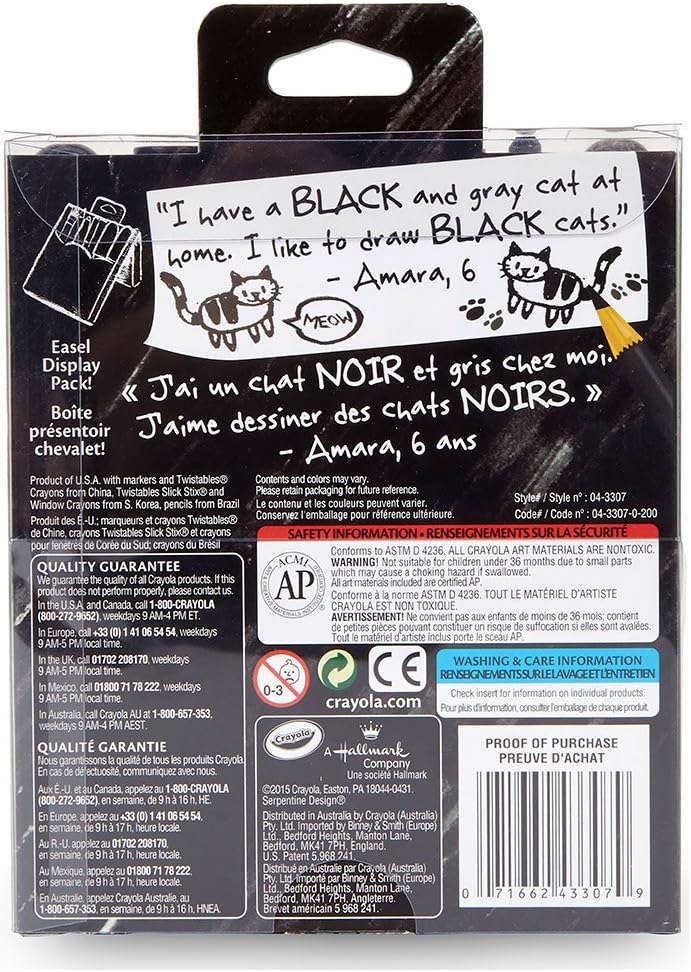 "I have a BLACK and gray cat at
home. I like to draw BLACK cats."
- Amara, 6
MEOW
Easel
Display
Pack!
Boîte
présentoir
chevalet!
« J'ai un chat NOIR et gris chez moi.
J'aime dessiner des chats NOIRS. »
- Amara, 6 ans
Product of U.S.A. with markers and Twistables®
Crayons from China, Twistables Slick Stix® and
Window Crayons from S. Korea, pencils from Brazil
Produit des É.-U.; marqueurs et crayons Twistables®
de Chine, crayons Twistables Slick Stix® et crayons
pour fenêtres de Corée du Sud; crayons du Brésil
Contents and colors may vary.
Please retain packaging for future reference.
Le contenu et les couleurs peuvent varier.
Conservez l'emballage pour référence ultérieure.
Style# / Style n° : 04-3307
Code# / Code n° : 04-3307-0-200
QUALITY GUARANTEE
We guarantee the quality of all Crayola products. If this
product does not perform properly, please contact us.
In the U.S.A. and Canada, call 1-800-CRAYOLA
(800-272-9652), weekdays 9 AM-4 PM ET.
In Europe, call +33 (0) 1 41 06 54 54, weekdays
9 AM-5 PM local time.
In the UK, call 01702 208170, weekdays
9 AM-5 PM local time.
In Mexico, call 01800 71 78 222, weekdays
9 AM-5 PM local time.
In Australia, call Crayola AU at 1-800-657-353,
weekdays 9 AM-4 PM AEST.
QUALITÉ GARANTIE
Nous garantissons la qualité de tous les produits Crayola.
En cas de défectuosité, communiquez avec nous.
Aux É.-U. et au Canada, appelez au 1-800-CRAYOLA
(800-272-9652), en semaine, de 9 h à 16 h, HE.
En Europe, appelez au +33 (0) 1 41 06 54 54,
en semaine, de 9 h à 17 h, heure locale.
Au R.-U., appelez au 01702 208170,
en semaine, de 9 h à 17 h, heure locale.
Au Mexique, appelez au 01800 71 78 222,
en semaine, de 9 h à 17 h, heure locale.
En Australie, appelez Crayola Australie, au
1-800-657-353, en semaine, de 9 h à 16 h, HNEA.
SAFETY INFORMATION • RENSEIGNEMENTS SUR LA SÉCURITÉ
ACMI
AP
Conforms to ASTM D 4236. ALL CRAYOLA ART MATERIALS ARE NONTOXIC.
WARNING! Not suitable for children under 36 months due to small parts
which may cause a choking hazard if swallowed.
All art materials included are certified AP.
Conforme à la norme ASTM D 4236. TOUT LE MATÉRIEL D'ARTISTE
CRAYOLA EST NON TOXIQUE.
AVERTISSEMENT! Ne convient pas aux enfants de moins de 36 mois; contient
de petites pièces pouvant constituer un risque de suffocation si elles sont avalées.
Tout le matériel d'artiste inclus porte le sceau AP.
0-3
CE
crayola.com
WASHING & CARE INFORMATION
RENSEIGNEMENTS SUR LE LAVAGE ET L'ENTRETIEN
Check insert for information on individual products.
Pour plus d'information, consulter l'emballage de chaque produit.
Crayola
A Hallmark
Company
Une société Hallmark
©2015 Crayola, Easton, PA 18044-0431.
Serpentine Design®
Distributed in Australia by Crayola (Australia)
Pty. Ltd. Imported by Binney & Smith (Europe)
Ltd., Bedford Heights, Manton Lane,
Bedford, MK41 7PH, England.
U.S. Patent 5,968,241.
Distribué en Australie par Crayola (Australia)
Pty. Ltd. Importé par Binney & Smith (Europe)
Ltd., Bedford Heights, Manton Lane,
Bedford, MK41 7PH, Angleterre.
Brevet américain 5 968 241.
PROOF OF PURCHASE
PREUVE D'ACHAT
0 71662 43307 9